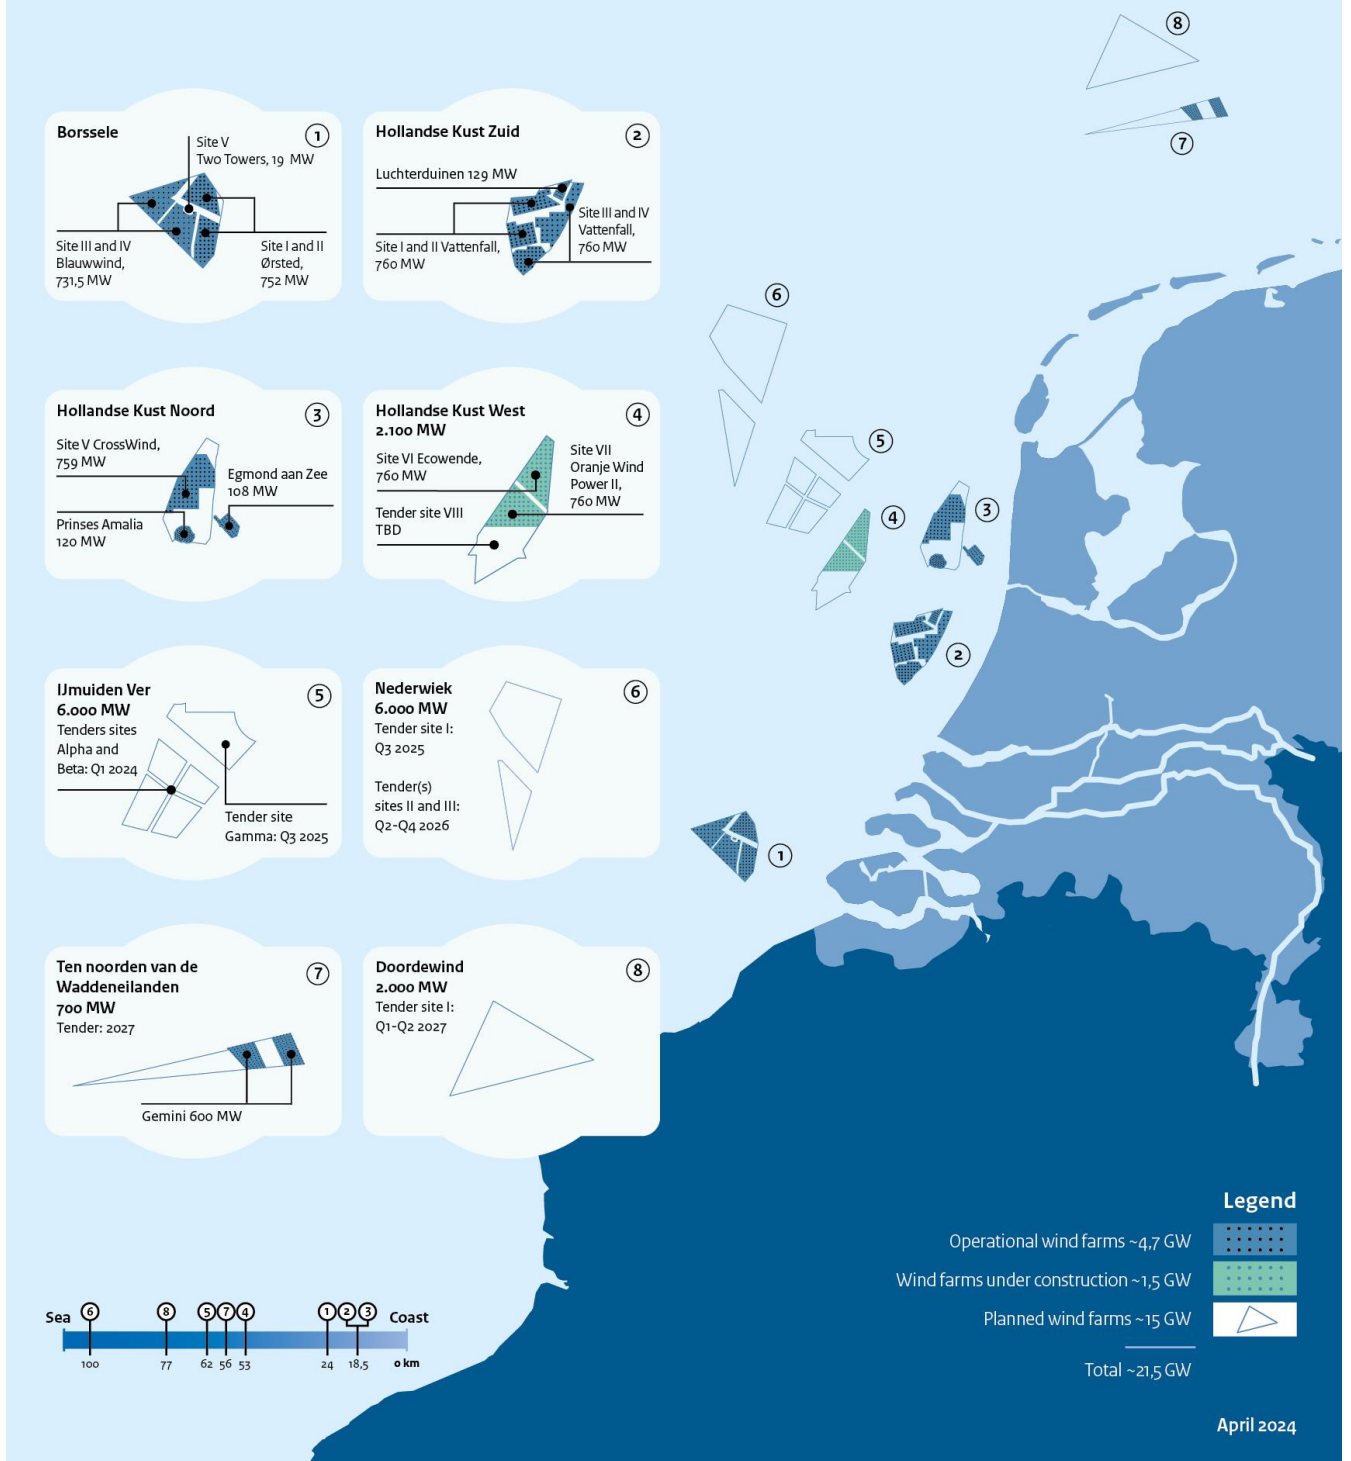 Borssele
1
Site V
Two Towers, 19 MW
Site III and IV
Blauwwind,
731,5 MW
Site I and II
Ørsted,
752 MW
Hollandse Kust Zuid
2
Luchterduinen 129 MW
Site I and II Vattenfall,
760 MW
Site III and IV
Vattenfall,
760 MW
Hollandse Kust Noord
3
Site V CrossWind,
759 MW
Egmond aan Zee
108 MW
Prinses Amalia
120 MW
Hollandse Kust West
2.100 MW
4
Site VI Ecowende,
760 MW
Site VII
Oranje Wind
Power II,
760 MW
Tender site VIII
TBD
IJmuiden Ver
6.000 MW
5
Tenders sites
Alpha and
Beta: Q1 2024
Tender site
Gamma: Q3 2025
Nederwiek
6.000 MW
6
Tender site I:
Q3 2025
Tender(s)
sites II and III:
Q2-Q4 2026
Ten noorden van de
Waddeneilanden
700 MW
7
Tender: 2027
Gemini 600 MW
Doordewind
2.000 MW
8
Tender site I:
Q1-Q2 2027
8
7
6
5
4
3
2
1
Sea
6
8
5
7
4
1
2
3
Coast
100
77
62
56
53
24
18,5
0 km
Legend
Operational wind farms ~4,7 GW
Wind farms under construction ~1,5 GW
Planned wind farms ~15 GW
Total ~21,5 GW
April 2024